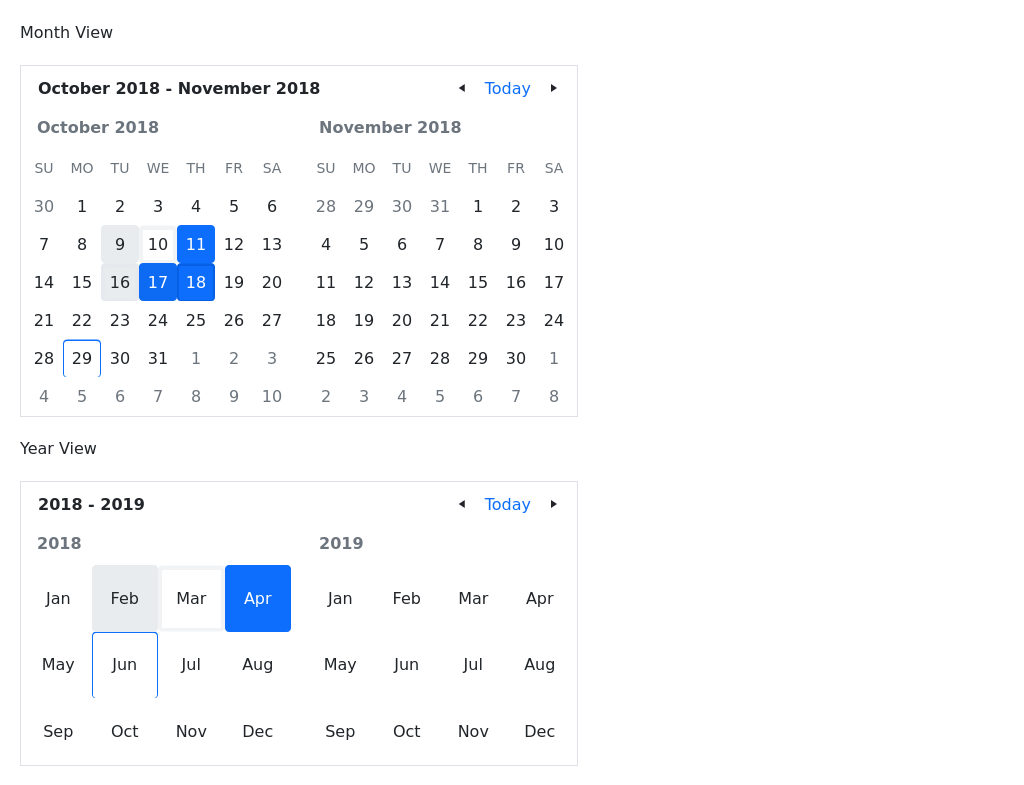 Month View
October 2018 - November 2018 ◄ Today ►
October 2018 November 2018
SU MO TU WE TH FR SA SU MO TU WE TH FR SA
30 1 2 3 4 5 6 28 29 30 31 1 2 3
7 8 9 10 11 12 13 4 5 6 7 8 9 10
14 15 16 17 18 19 20 11 12 13 14 15 16 17
21 22 23 24 25 26 27 18 19 20 21 22 23 24
28 29 30 31 1 2 3 25 26 27 28 29 30 1
4 5 6 7 8 9 10 2 3 4 5 6 7 8
Year View
2018 - 2019 ◄ Today ►
2018 2019
Jan Feb Mar Apr Jan Feb Mar Apr
May Jun Jul Aug May Jun Jul Aug
Sep Oct Nov Dec Sep Oct Nov Dec